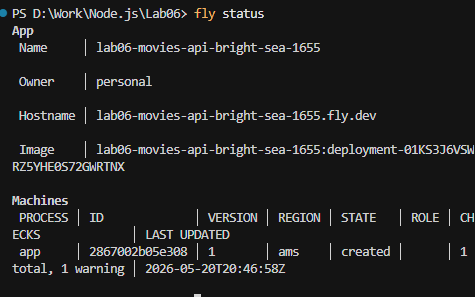 PS D:\Work\Node.js\Lab06> fly status
App
Name │ lab06-movies-api-bright-sea-1655
Owner │ personal
Hostname │ lab06-movies-api-bright-sea-1655.fly.dev
Image │ lab06-movies-api-bright-sea-1655:deployment-01KS3J6VSW
RZ5YHE0S72GWRTNX
Machines
PROCESS │ ID │ VERSION │ REGION │ STATE │ ROLE │ CH
ECKS │ LAST UPDATED
app │ 2867002b05e308 │ 1 │ ams │ created │ │ 1
total, 1 warning │ 2026-05-20T20:46:58Z